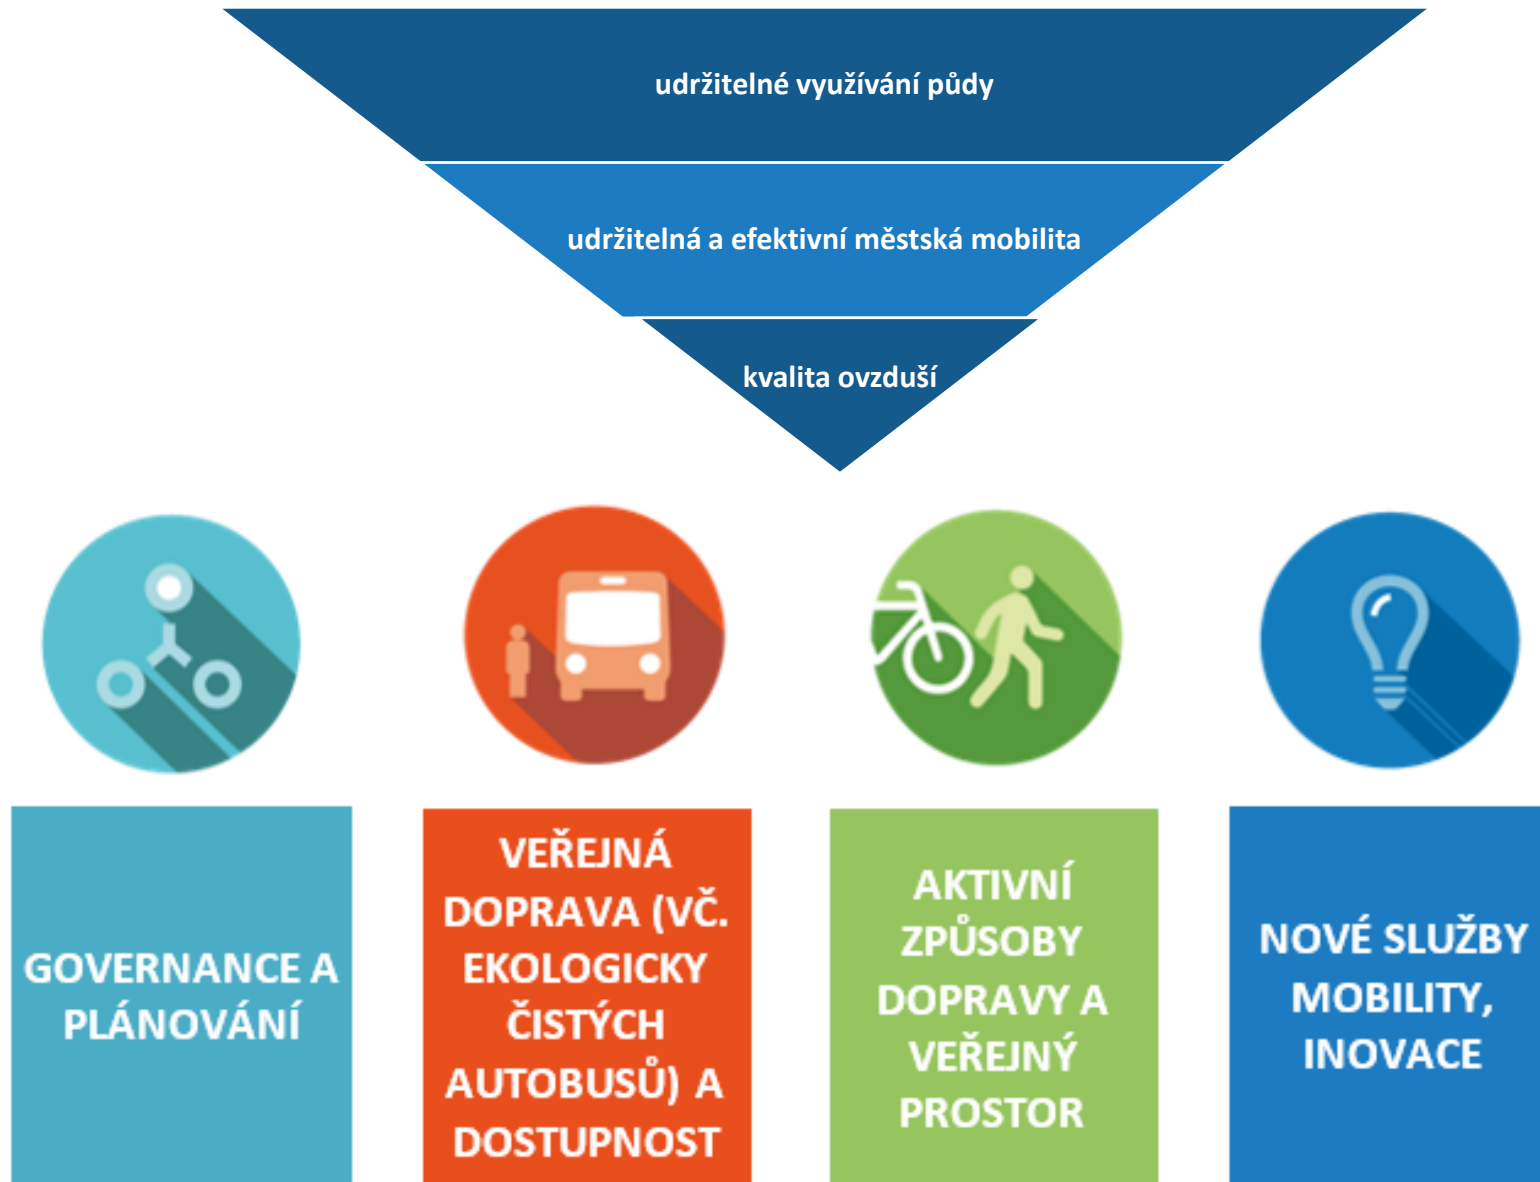 udržitelné využívání půdy
udržitelná a efektivní městská mobilita
kvalita ovzduší
GOVERNANCE A
PLÁNOVÁNÍ
VEŘEJNÁ
DOPRAVA (VČ.
EKOLOGICKY
ČISTÝCH
AUTOBUSŮ) A
DOSTUPNOST
AKTIVNÍ
ZPŮSOBY
DOPRAVY A
VEŘEJNÝ
PROSTOR
NOVÉ SLUŽBY
MOBILITY,
INOVACE